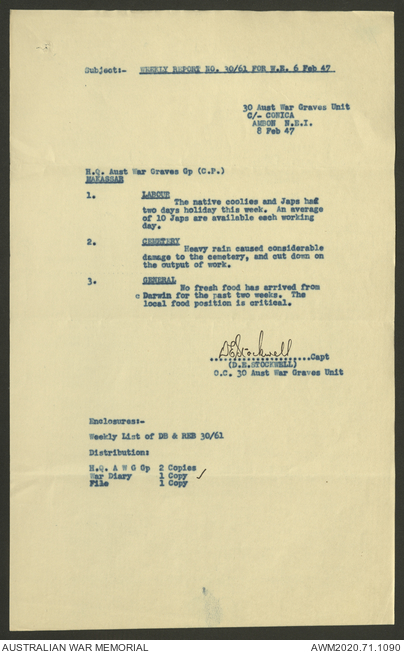 Subject:- WEEKLY REPORT NO. 30/61 FOR W.E. 6 Feb 47
30 Aust War Graves Unit
C/- CONICA
AMBON N.E.I.
8 Feb 47
H.Q. Aust War Graves Gp (C.P.)
MAKASSAR
1. LABOUR
The native coolies and Japs had
two days holiday this week. An average
of 10 Japs are available each working
day.
2. CEMETERY
Heavy rain caused considerable
damage to the cemetery, and cut down on
the output of work.
3. GENERAL
No fresh food has arrived from
c Darwin for the past two weeks. The
local food position is critical.
D E Stockwell
....................Capt
(D.E.STOCKWELL)
O.C. 30 Aust War Graves Unit
Enclosures:-
Weekly List of DB & REB 30/61
Distribution:
H.Q. A W G Gp 2 Copies
War Diary 1 Copy ✓
File 1 Copy
AUSTRALIAN WAR MEMORIAL
AWM2020.71.1090